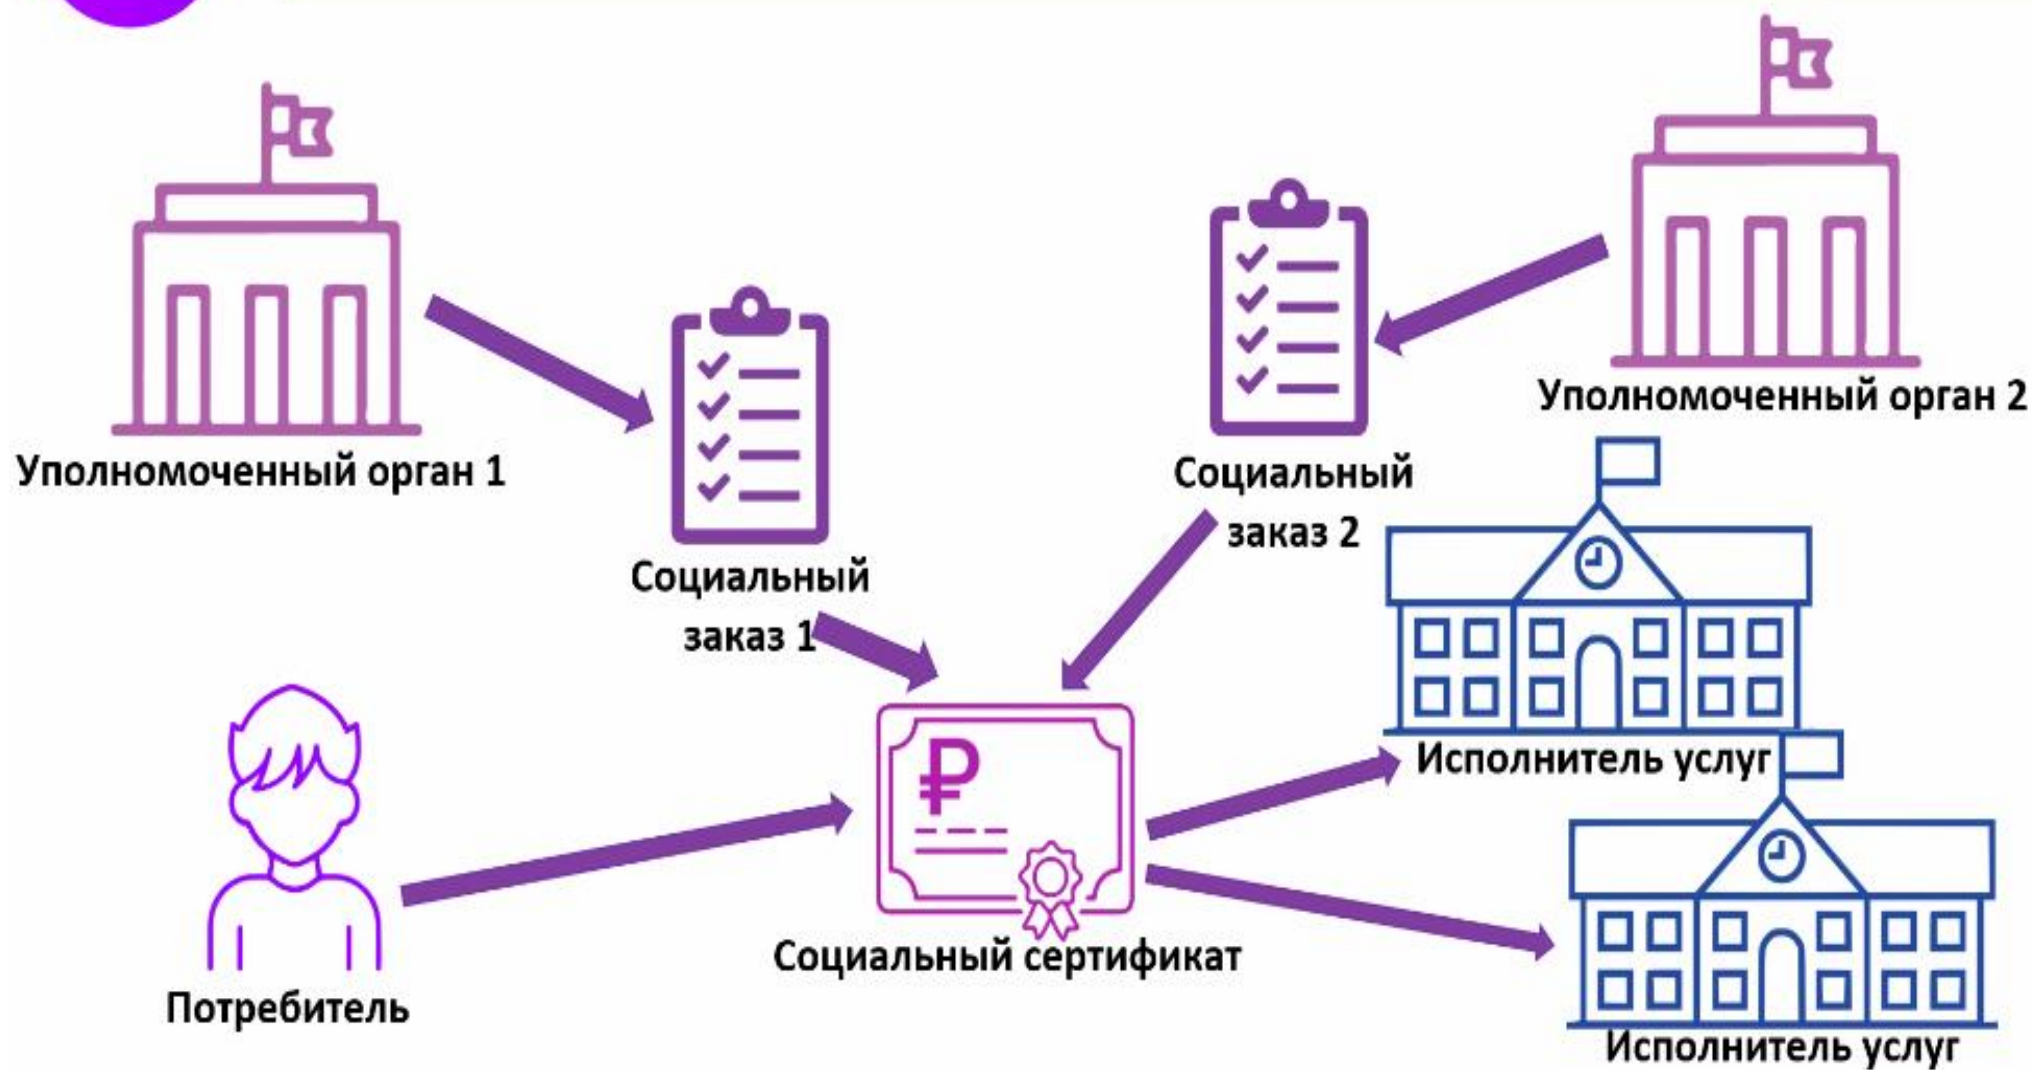 Уполномоченный орган 1
Социальный
заказ 1
Уполномоченный орган 2
Социальный
заказ 2
Исполнитель услуг
₽
Социальный сертификат
Потребитель
Исполнитель услуг